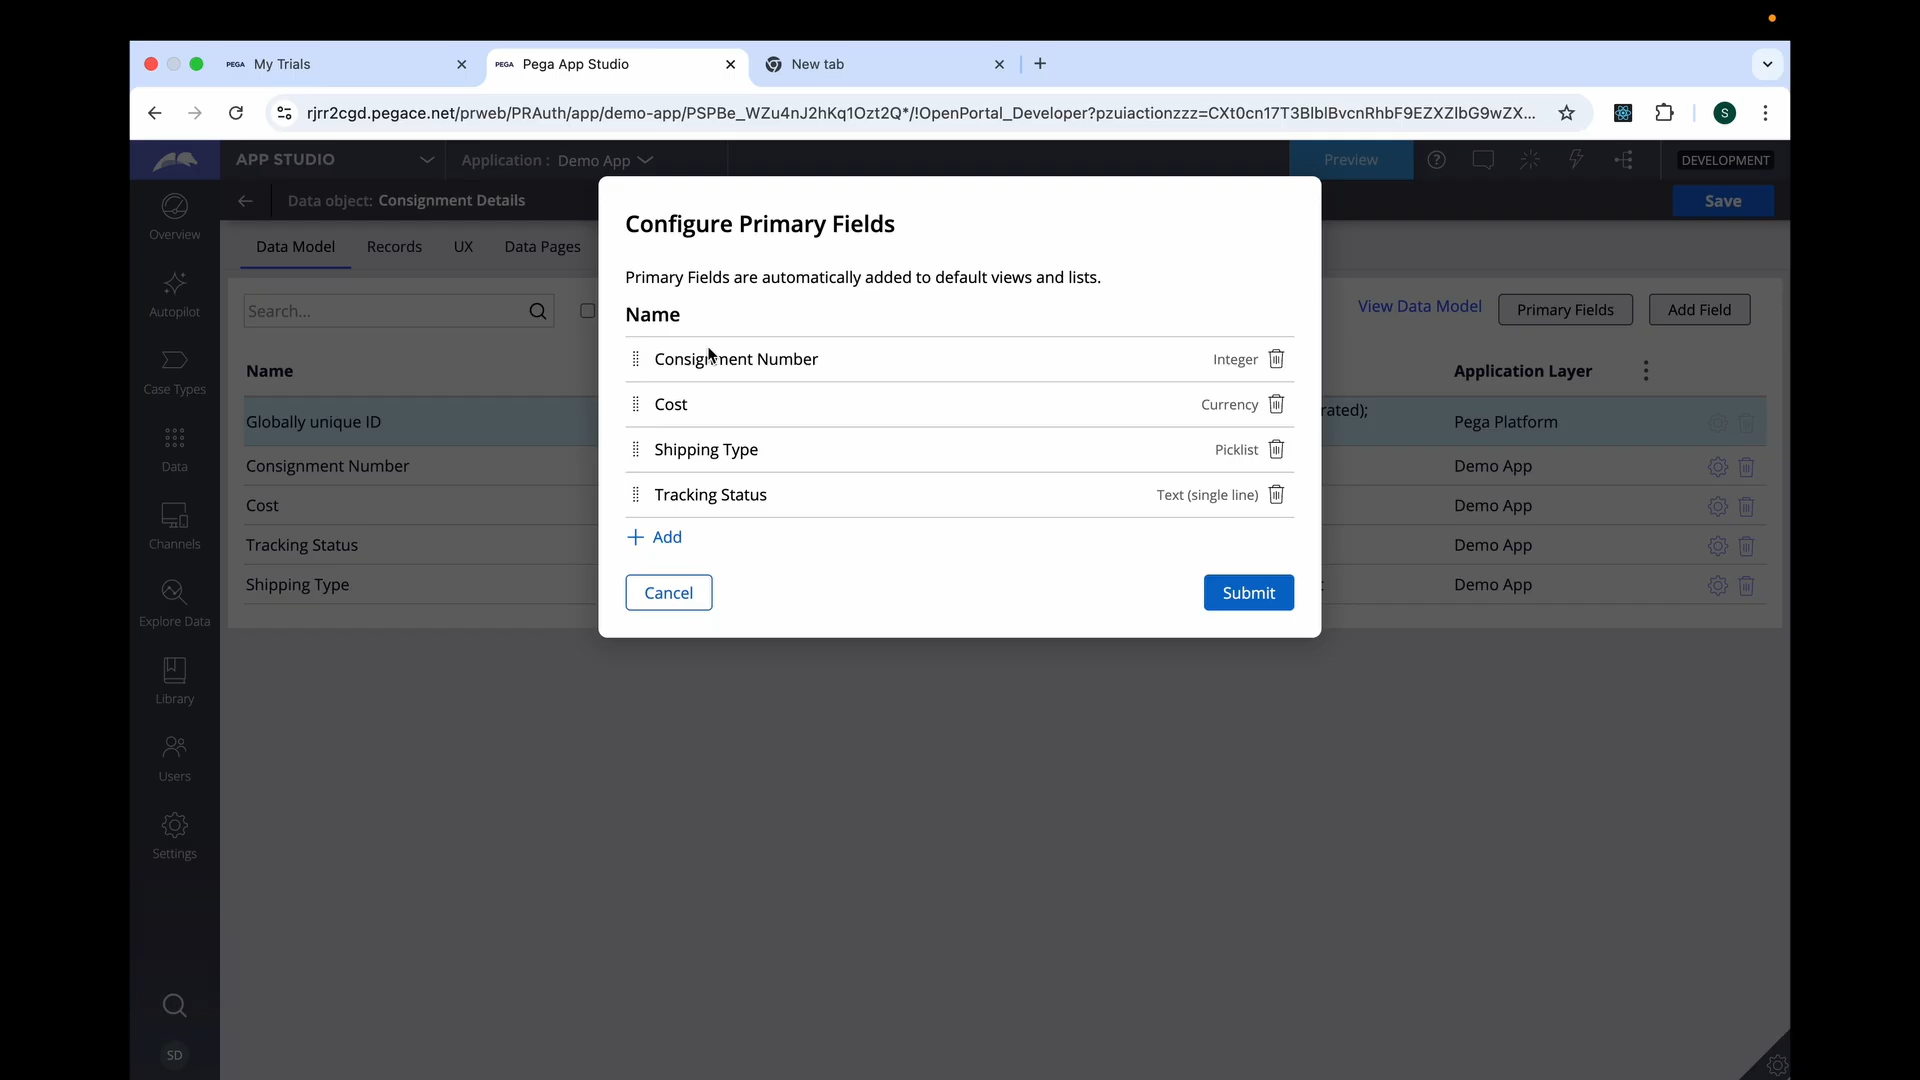 PEGA My Trials
PEGA Pega App Studio
New tab
rjrr2cgd.pegace.net/prweb/PRAuth/app/demo-app/PSPBe_WZu4nJ2hKq1Ozt2Q*/!OpenPortal_Developer?pzuiactionzzz=CXt0cn17T3BlblBvcnRhbF9EZXZlbG9wZX...
S
APP STUDIO
Application : Demo App
Preview
DEVELOPMENT
Data object: Consignment Details
Save
Overview
Autopilot
Case Types
Data
Channels
Explore Data
Library
Users
Settings
SD
Data Model Records UX Data Pages
Search...
View Data Model
Primary Fields
Add Field
Name
Application Layer
Globally unique ID
rated);
Pega Platform
Consignment Number
Demo App
Cost
Demo App
Tracking Status
Demo App
Shipping Type
Demo App
Configure Primary Fields
Primary Fields are automatically added to default views and lists.
Name
Consignment Number Integer
Cost Currency
Shipping Type Picklist
Tracking Status Text (single line)
Add
Cancel
Submit